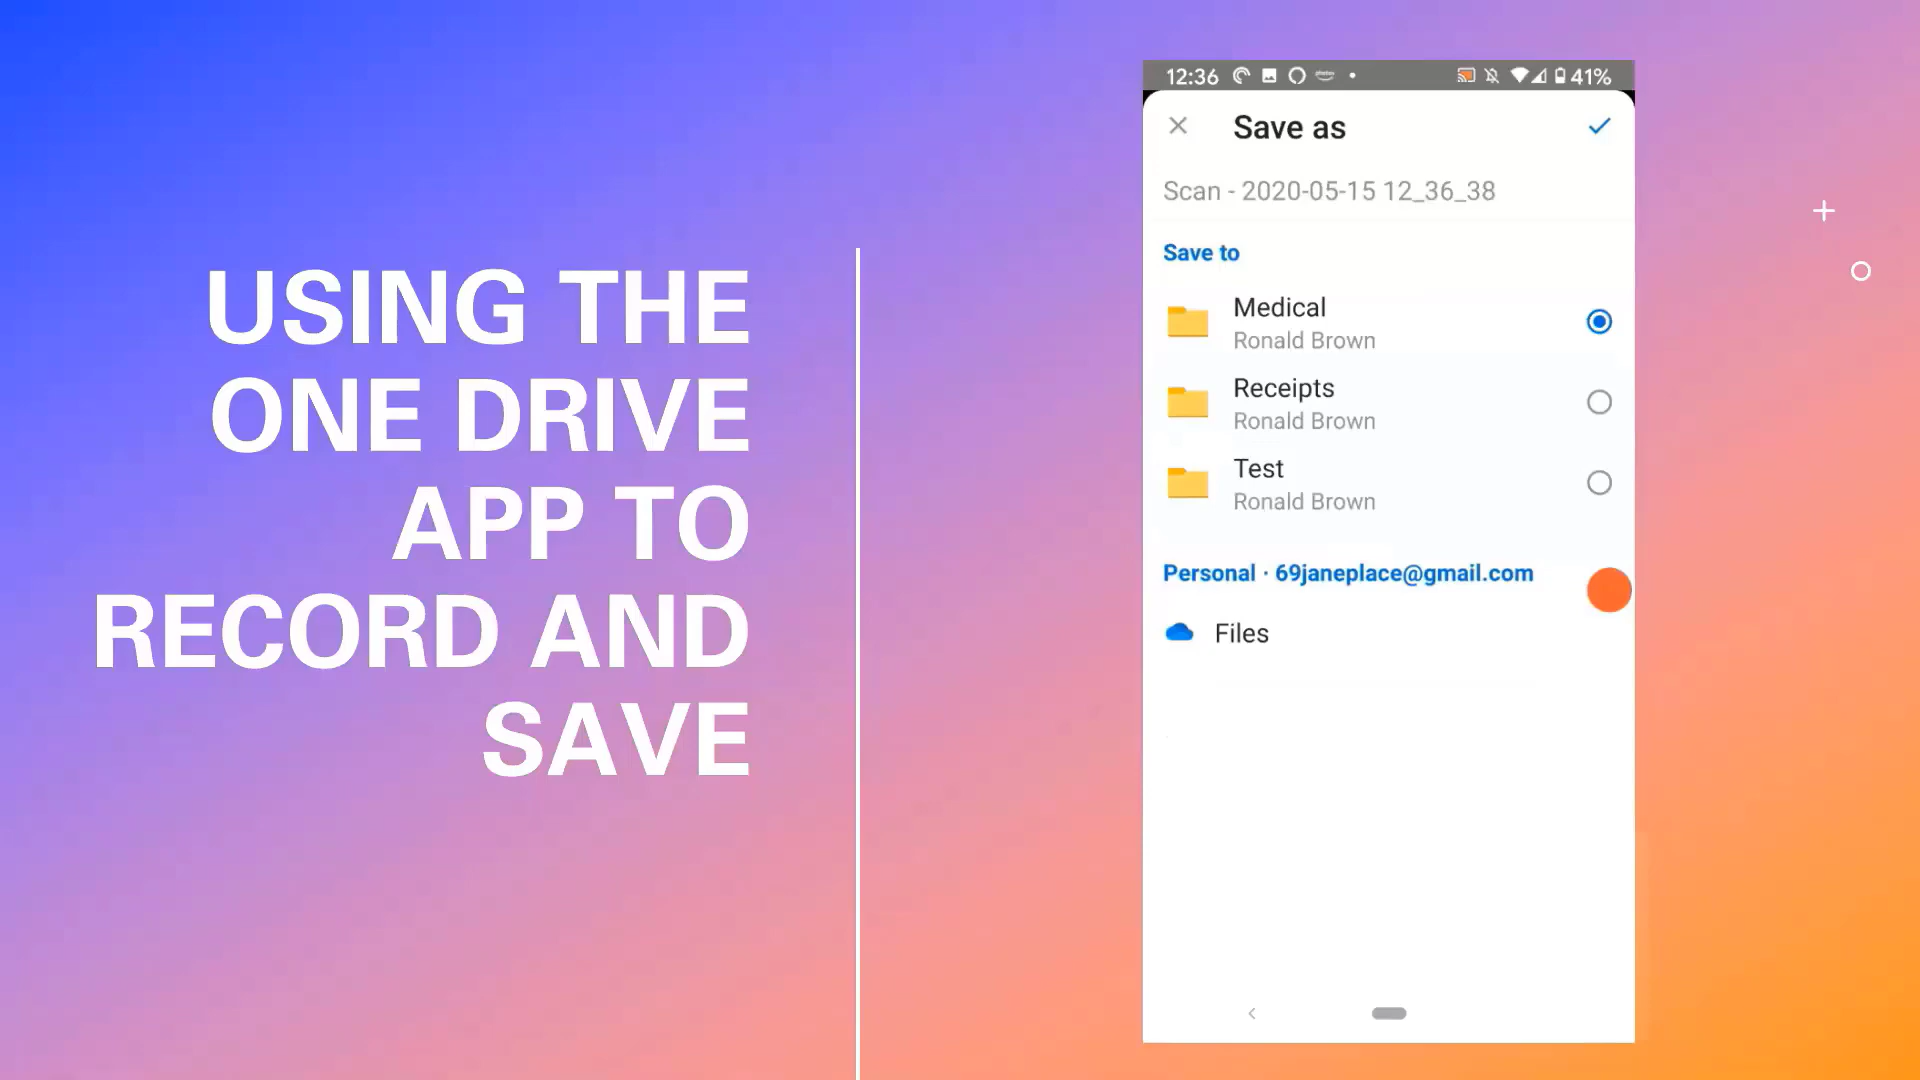 USING THE
ONE DRIVE
APP TO
RECORD AND
SAVE
12:36
41%
Save as
Scan - 2020-05-15 12_36_38
Save to
Medical
Ronald Brown
Receipts
Ronald Brown
Test
Ronald Brown
Personal · 69janeplace@gmail.com
Files